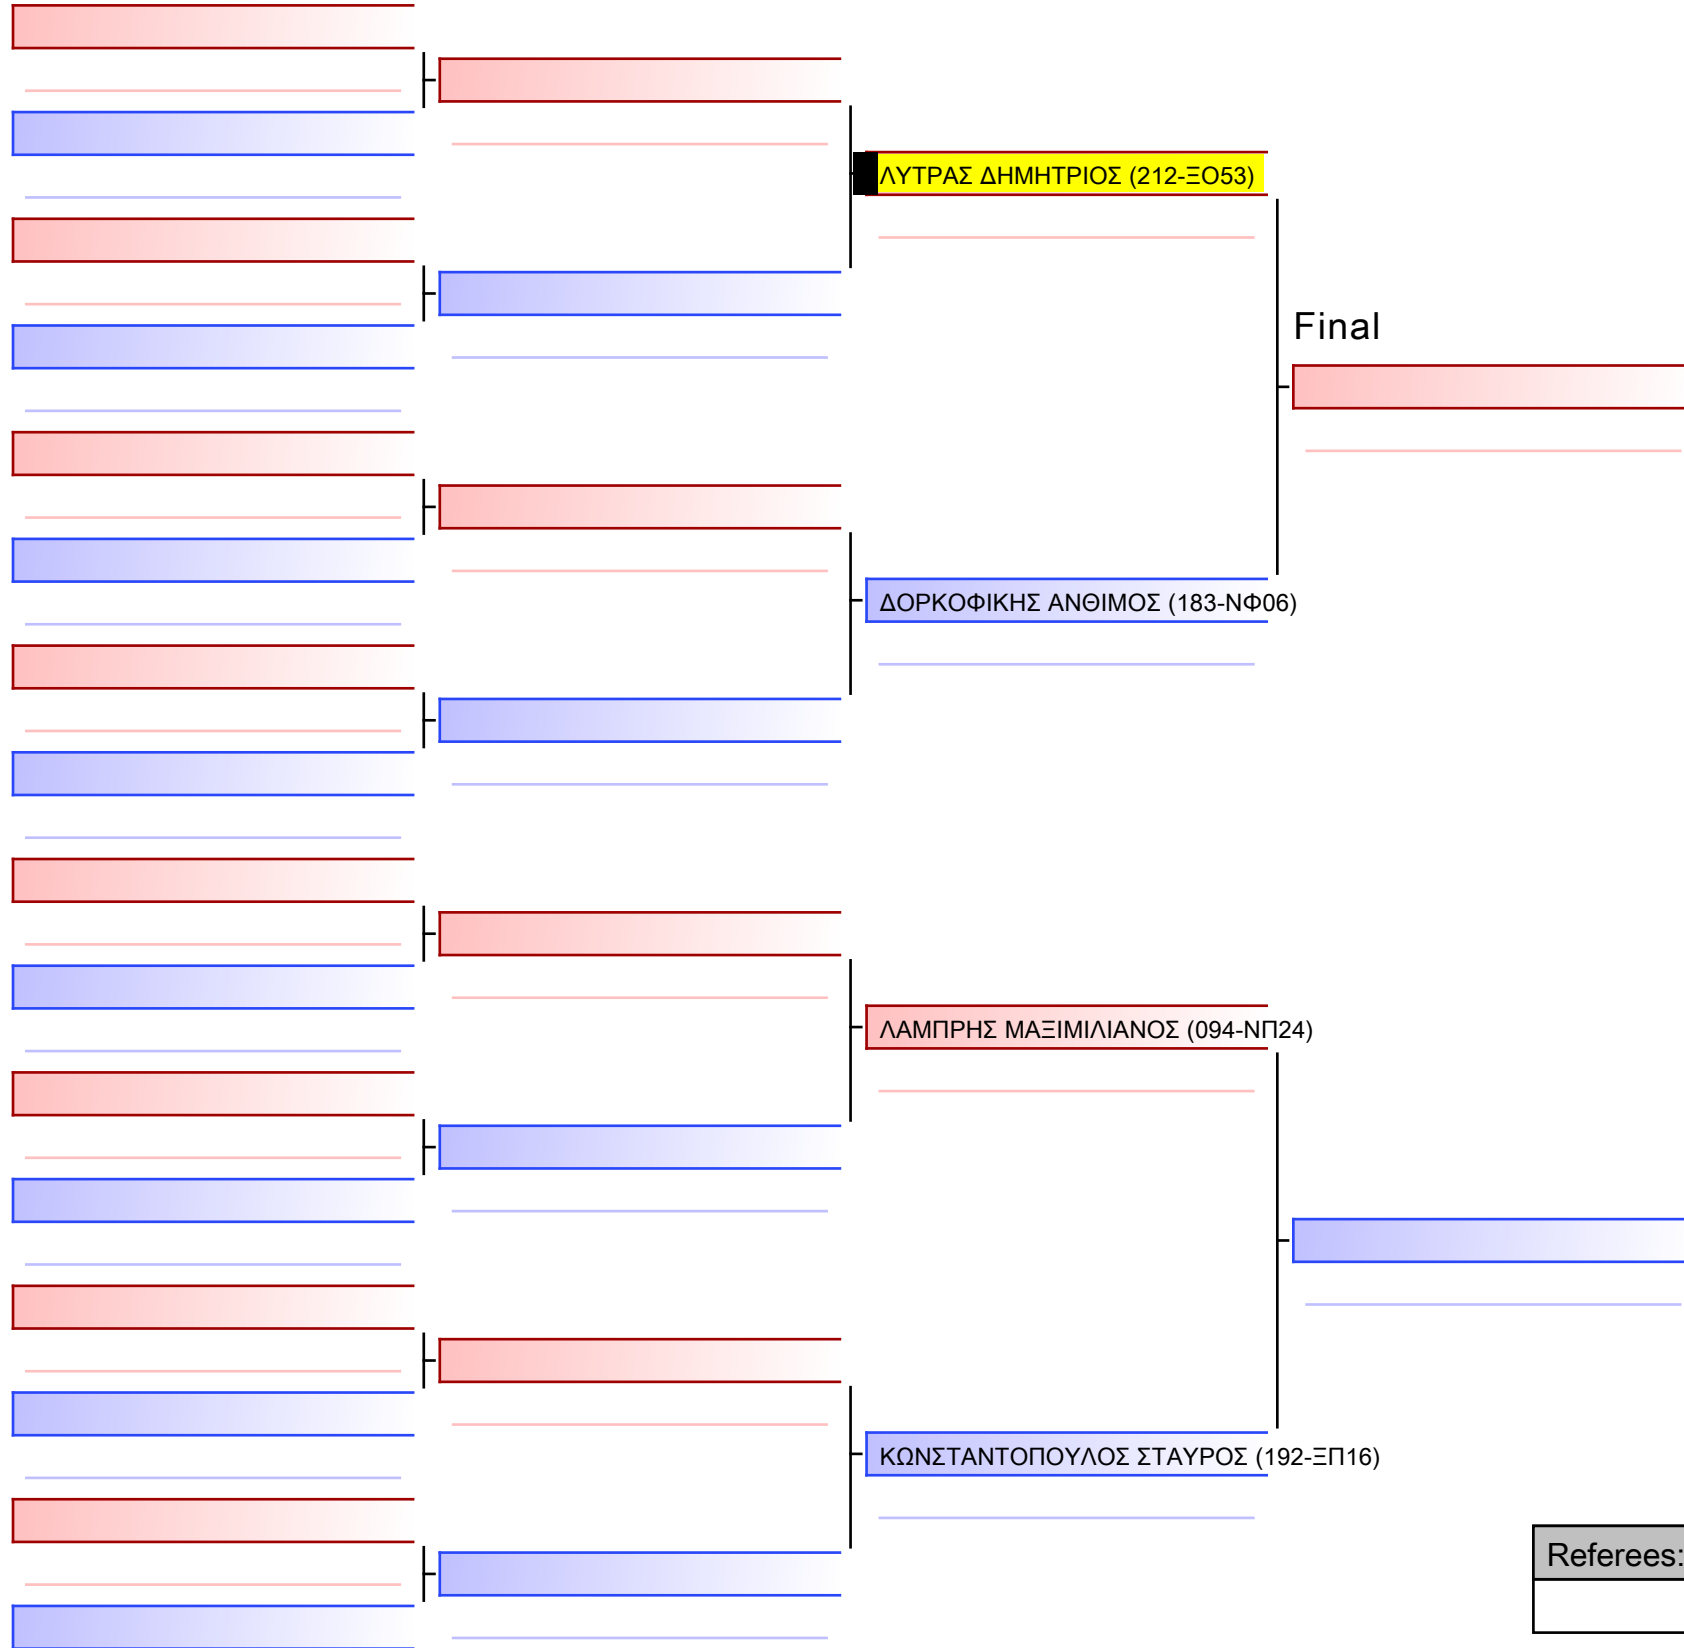 ΛΥΤΡΑΣ ΔΗΜΗΤΡΙΟΣ (212-ΞΟ53)
Final
ΔΟΡΚΟΦΙΚΗΣ ΑΝΘΙΜΟΣ (183-ΝΦ06)
ΛΑΜΠΡΗΣ ΜΑΞΙΜΙΛΙΑΝΟΣ (094-ΝΠ24)
ΚΩΝΣΤΑΝΤΟΠΟΥΛΟΣ ΣΤΑΥΡΟΣ (192-ΞΠ16)
Referees: